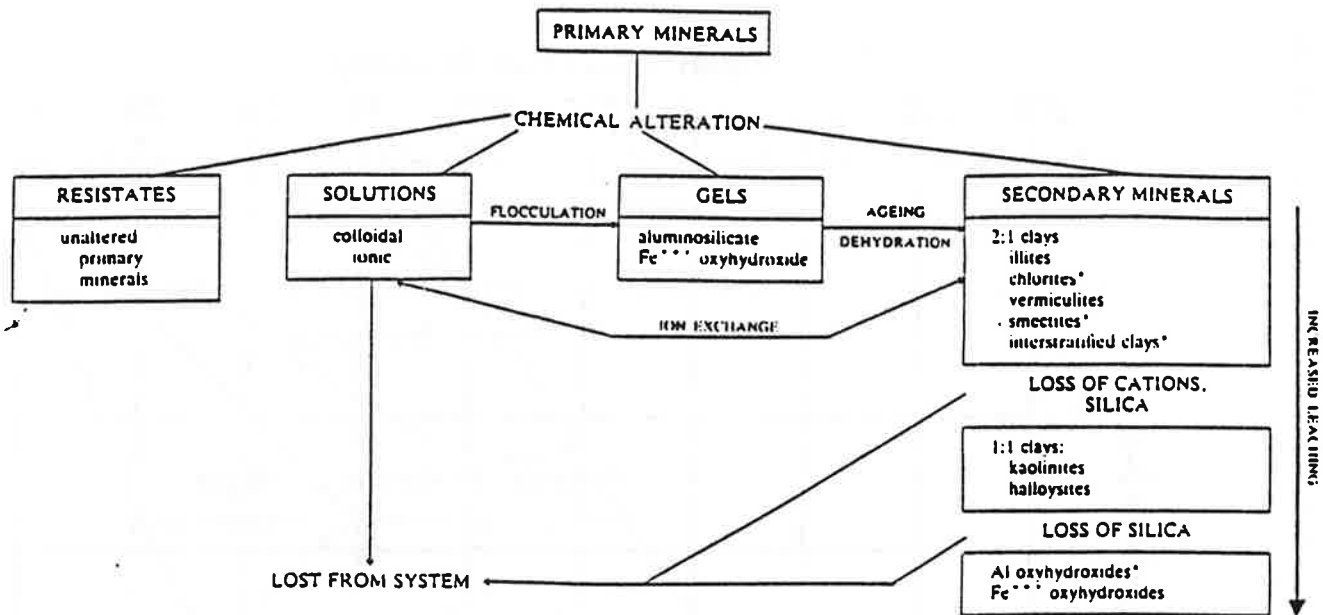 PRIMARY MINERALS
CHEMICAL ALTERATION
RESISTATES
unaltered
primary
minerals
SOLUTIONS
colloidal
ionic
FLOCCULATION
GELS
aluminosilicate
Fe+++ oxyhydroxide
AGEING
DEHYDRATION
SECONDARY MINERALS
2:1 clays
illites
chlorites*
vermiculites
smectites*
interstratified clays*
ION EXCHANGE
LOSS OF CATIONS,
SILICA
1:1 clays:
kaolinites
halloysites
LOSS OF SILICA
Al oxyhydroxides*
Fe+++ oxyhydroxides
LOST FROM SYSTEM
INCREASED LEACHING